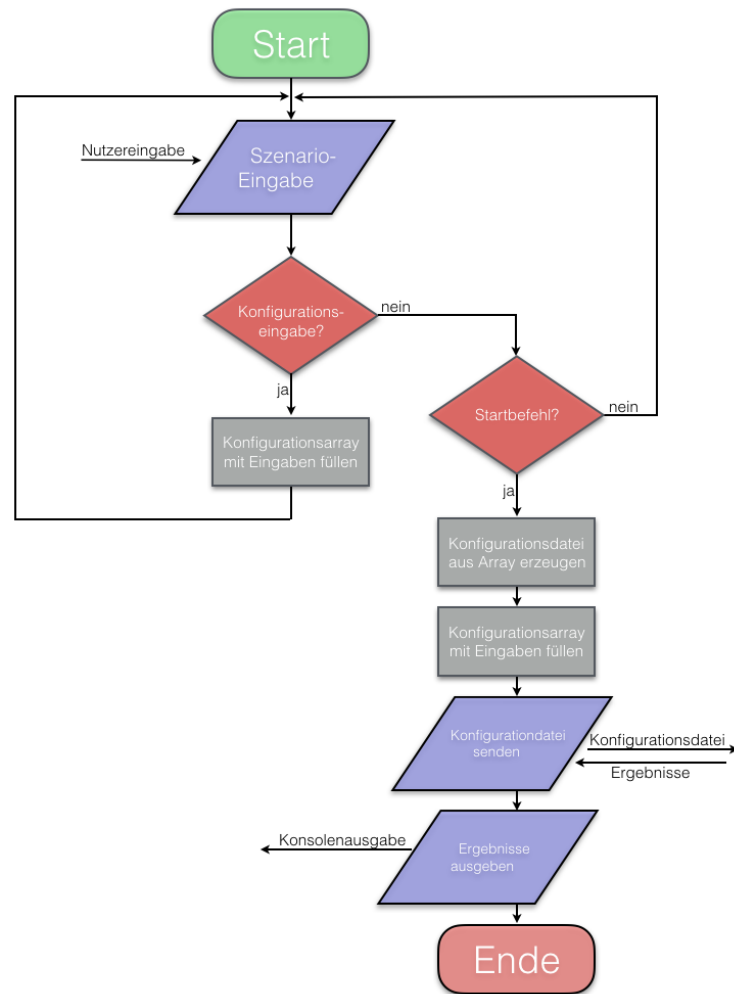 Start
Nutzereingabe
Szenario-
Eingabe
Konfigurations-
eingabe?
nein
ja
Konfigurationsarray
mit Eingaben füllen
Startbefehl?
nein
ja
Konfigurationsdatei
aus Array erzeugen
Konfigurationsarray
mit Eingaben füllen
Konfigurationdatei
senden
Konfigurationsdatei
Ergebnisse
Konsolenausgabe
Ergebnisse
ausgeben
Ende